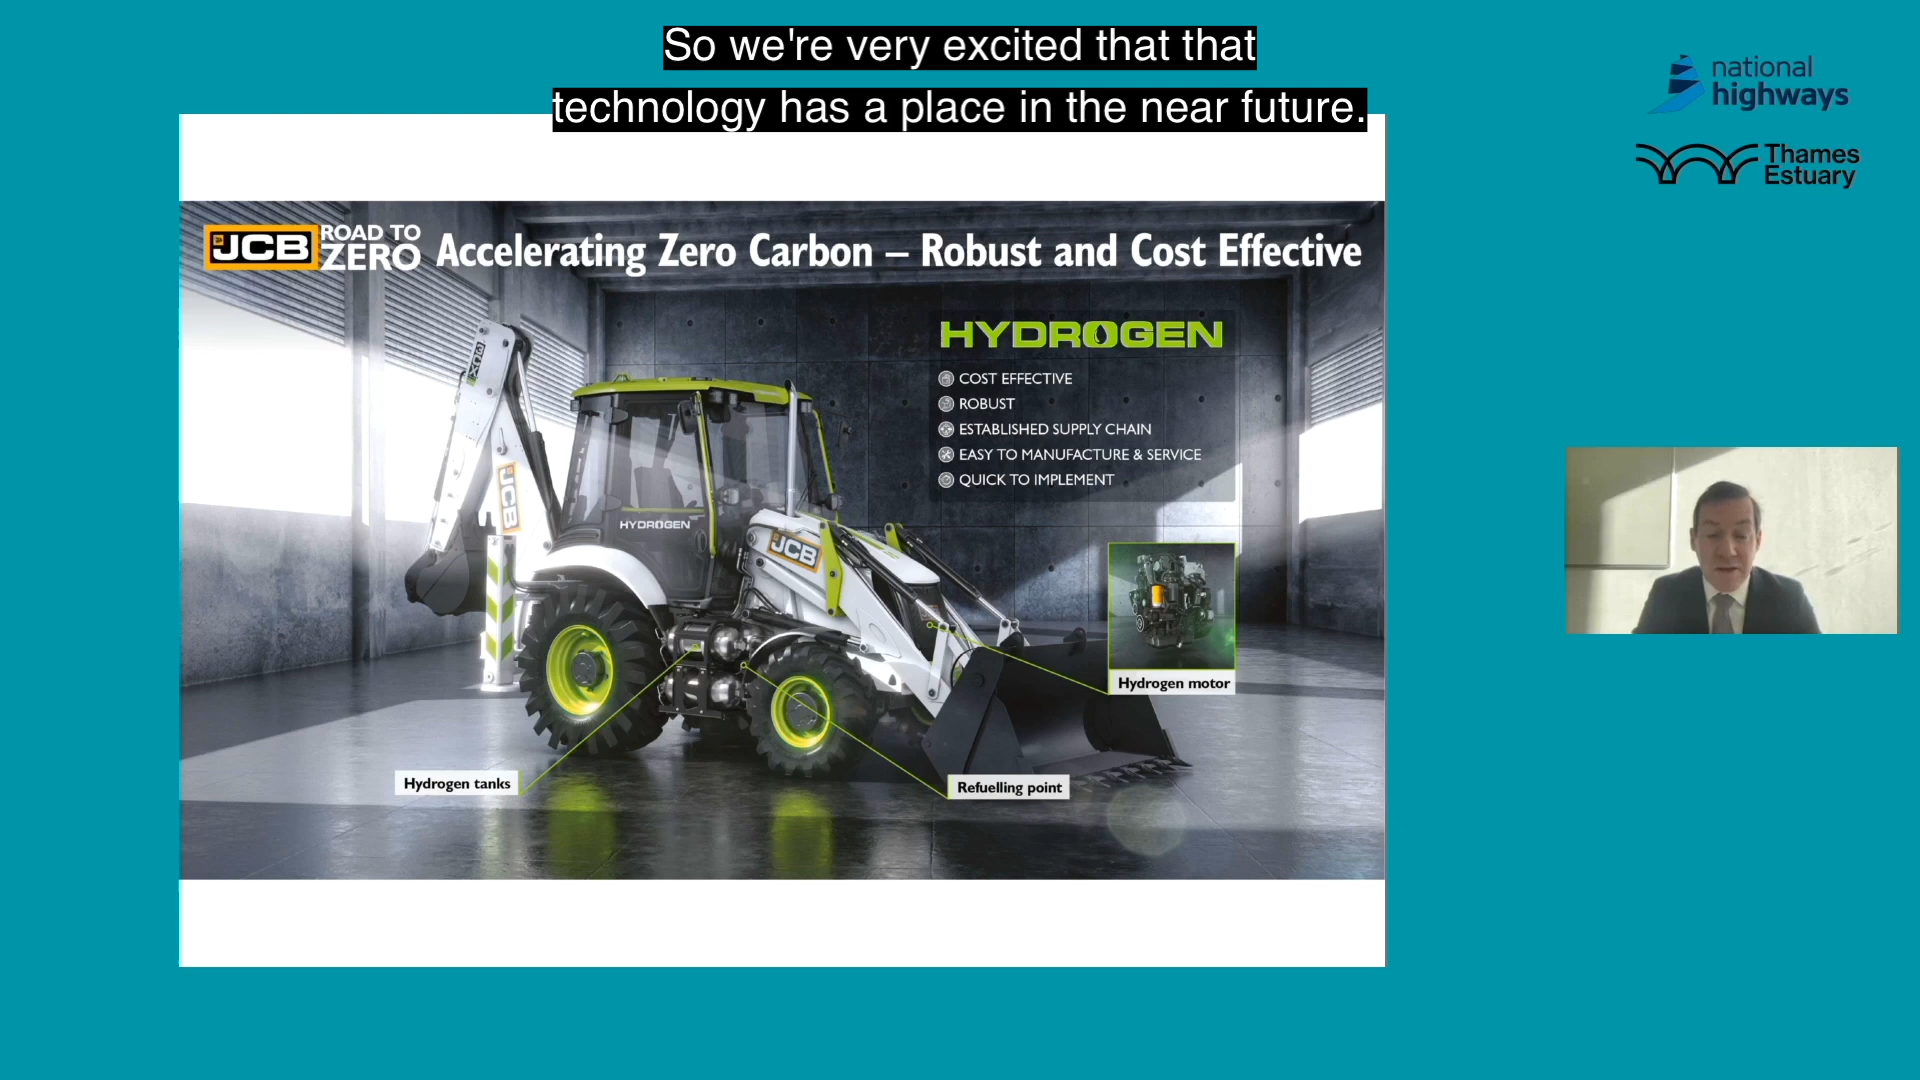 So we're very excited that that
technology has a place in the near future.
national
highways
Thames
Estuary
JCB
ROAD TO
ZERO
Accelerating Zero Carbon – Robust and Cost Effective
HYDROGEN
COST EFFECTIVE
ROBUST
ESTABLISHED SUPPLY CHAIN
EASY TO MANUFACTURE & SERVICE
QUICK TO IMPLEMENT
3CX
JCB
HYDROGEN
JCB
Hydrogen motor
Hydrogen tanks
Refuelling point